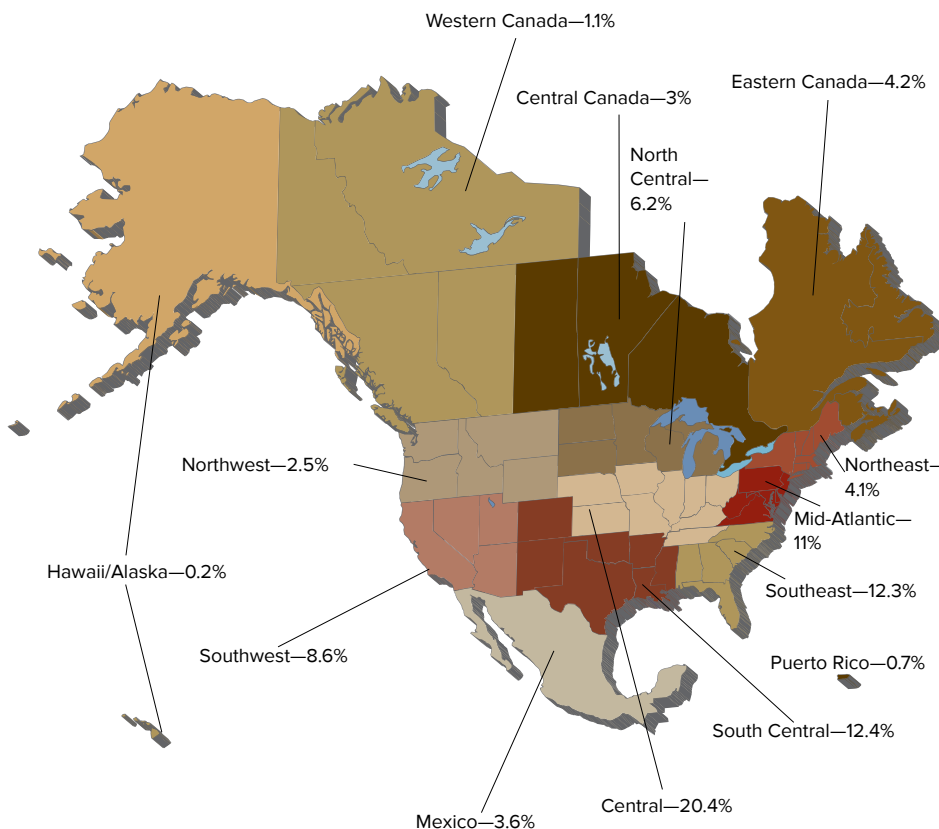 Western Canada—1.1%
Eastern Canada—4.2%
Central Canada—3%
North
Central—
6.2%
Northwest—2.5%
Northeast—
4.1%
Mid-Atlantic—
11%
Hawaii/Alaska—0.2%
Southeast—12.3%
Southwest—8.6%
Puerto Rico—0.7%
South Central—12.4%
Central—20.4%
Mexico—3.6%